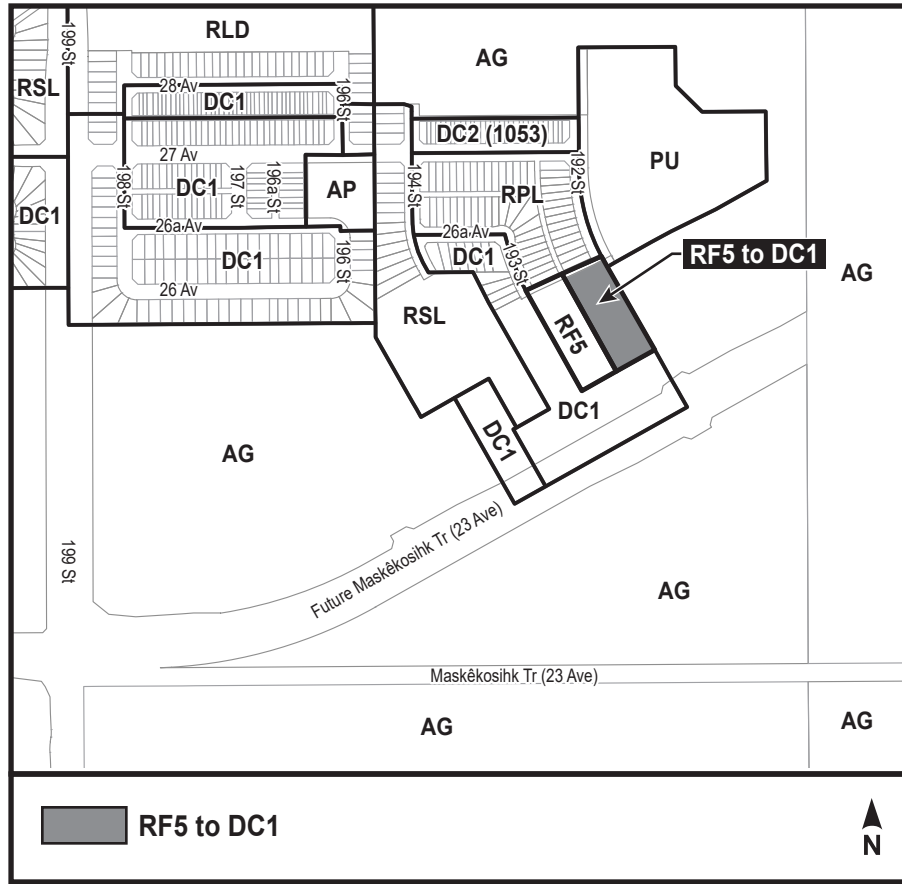 RLD
AG
199 St
RSL
28 Av
196 St
DC1
DC2 (1053)
27 Av
198 St
DC1
197 St
196a St
AP
194 St
RPL
192 St
PU
DC1
26a Av
26a Av
DC1
196 St
DC1
193 St
RF5 to DC1
AG
26 Av
RSL
RF5
DC1
DC1
AG
Future Maskêkosihk Tr (23 Ave)
199 St
AG
Maskêkosihk Tr (23 Ave)
AG
AG
RF5 to DC1
N